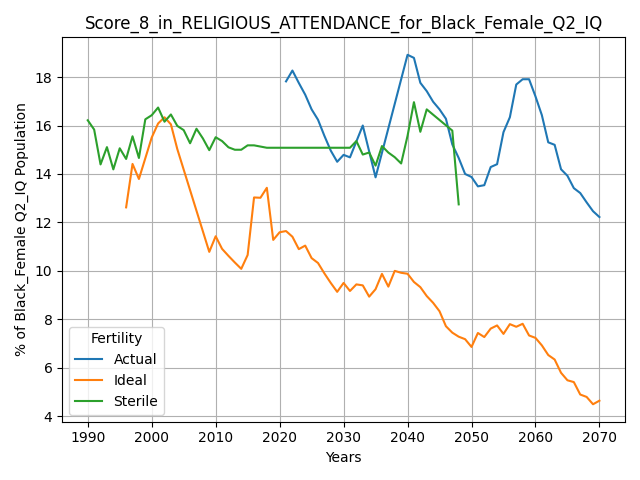 Score_8_in_RELIGIOUS_ATTENDANCE_for_Black_Female_Q2_IQ
% of Black_Female Q2_IQ Population
18
16
14
12
10
8
6
4
Fertility
Actual
Ideal
Sterile
1990 2000 2010 2020 2030 2040 2050 2060 2070
Years